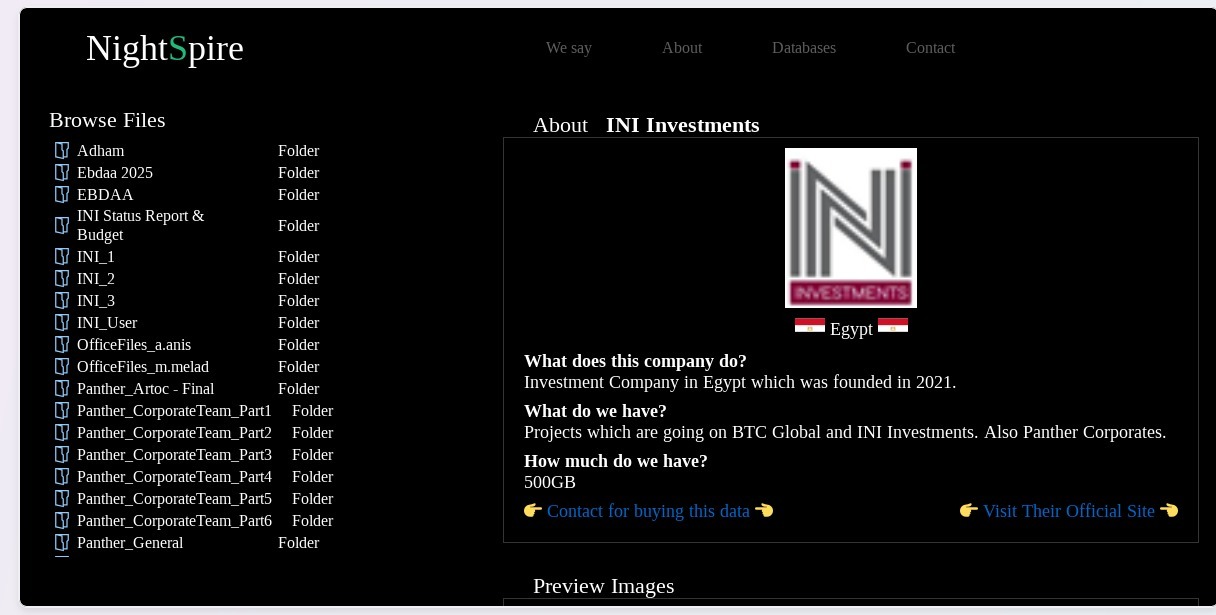 NightSpire
We say About Databases Contact
Browse Files
Adham Folder
Ebdaa 2025 Folder
EBDAA Folder
INI Status Report &
Budget Folder
INI_1 Folder
INI_2 Folder
INI_3 Folder
INI_User Folder
OfficeFiles_a.anis Folder
OfficeFiles_m.melad Folder
Panther_Artoc - Final Folder
Panther_CorporateTeam_Part1 Folder
Panther_CorporateTeam_Part2 Folder
Panther_CorporateTeam_Part3 Folder
Panther_CorporateTeam_Part4 Folder
Panther_CorporateTeam_Part5 Folder
Panther_CorporateTeam_Part6 Folder
Panther_General Folder
About INI Investments
INI
INVESTMENTS
Egypt
What does this company do?
Investment Company in Egypt which was founded in 2021.
What do we have?
Projects which are going on BTC Global and INI Investments. Also Panther Corporates.
How much do we have?
500GB
👉 Contact for buying this data 👈 👉 Visit Their Official Site 👈
Preview Images